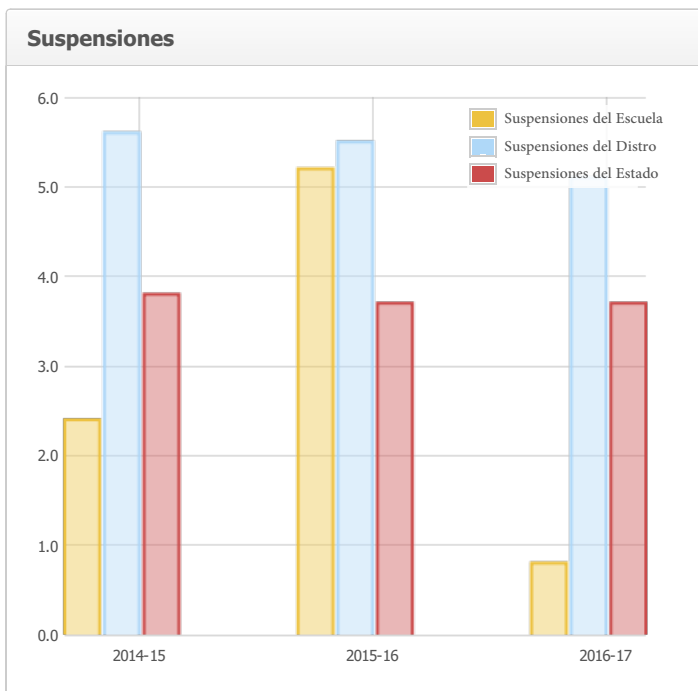 Suspensiones
6.0
Suspensiones del Escuela
Suspensiones del Distro
Suspensiones del Estado
5.0
4.0
3.0
2.0
1.0
0.0
2014-15
2015-16
2016-17